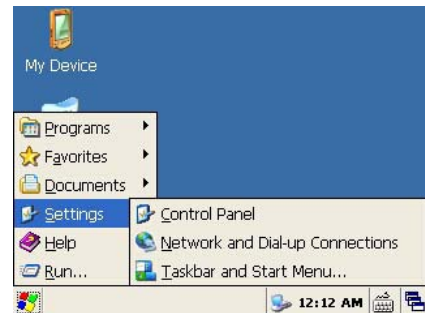 My Device
Programs
Favorites
Documents
Settings
Help
Run...
Control Panel
Network and Dial-up Connections
Taskbar and Start Menu...
12:12 AM